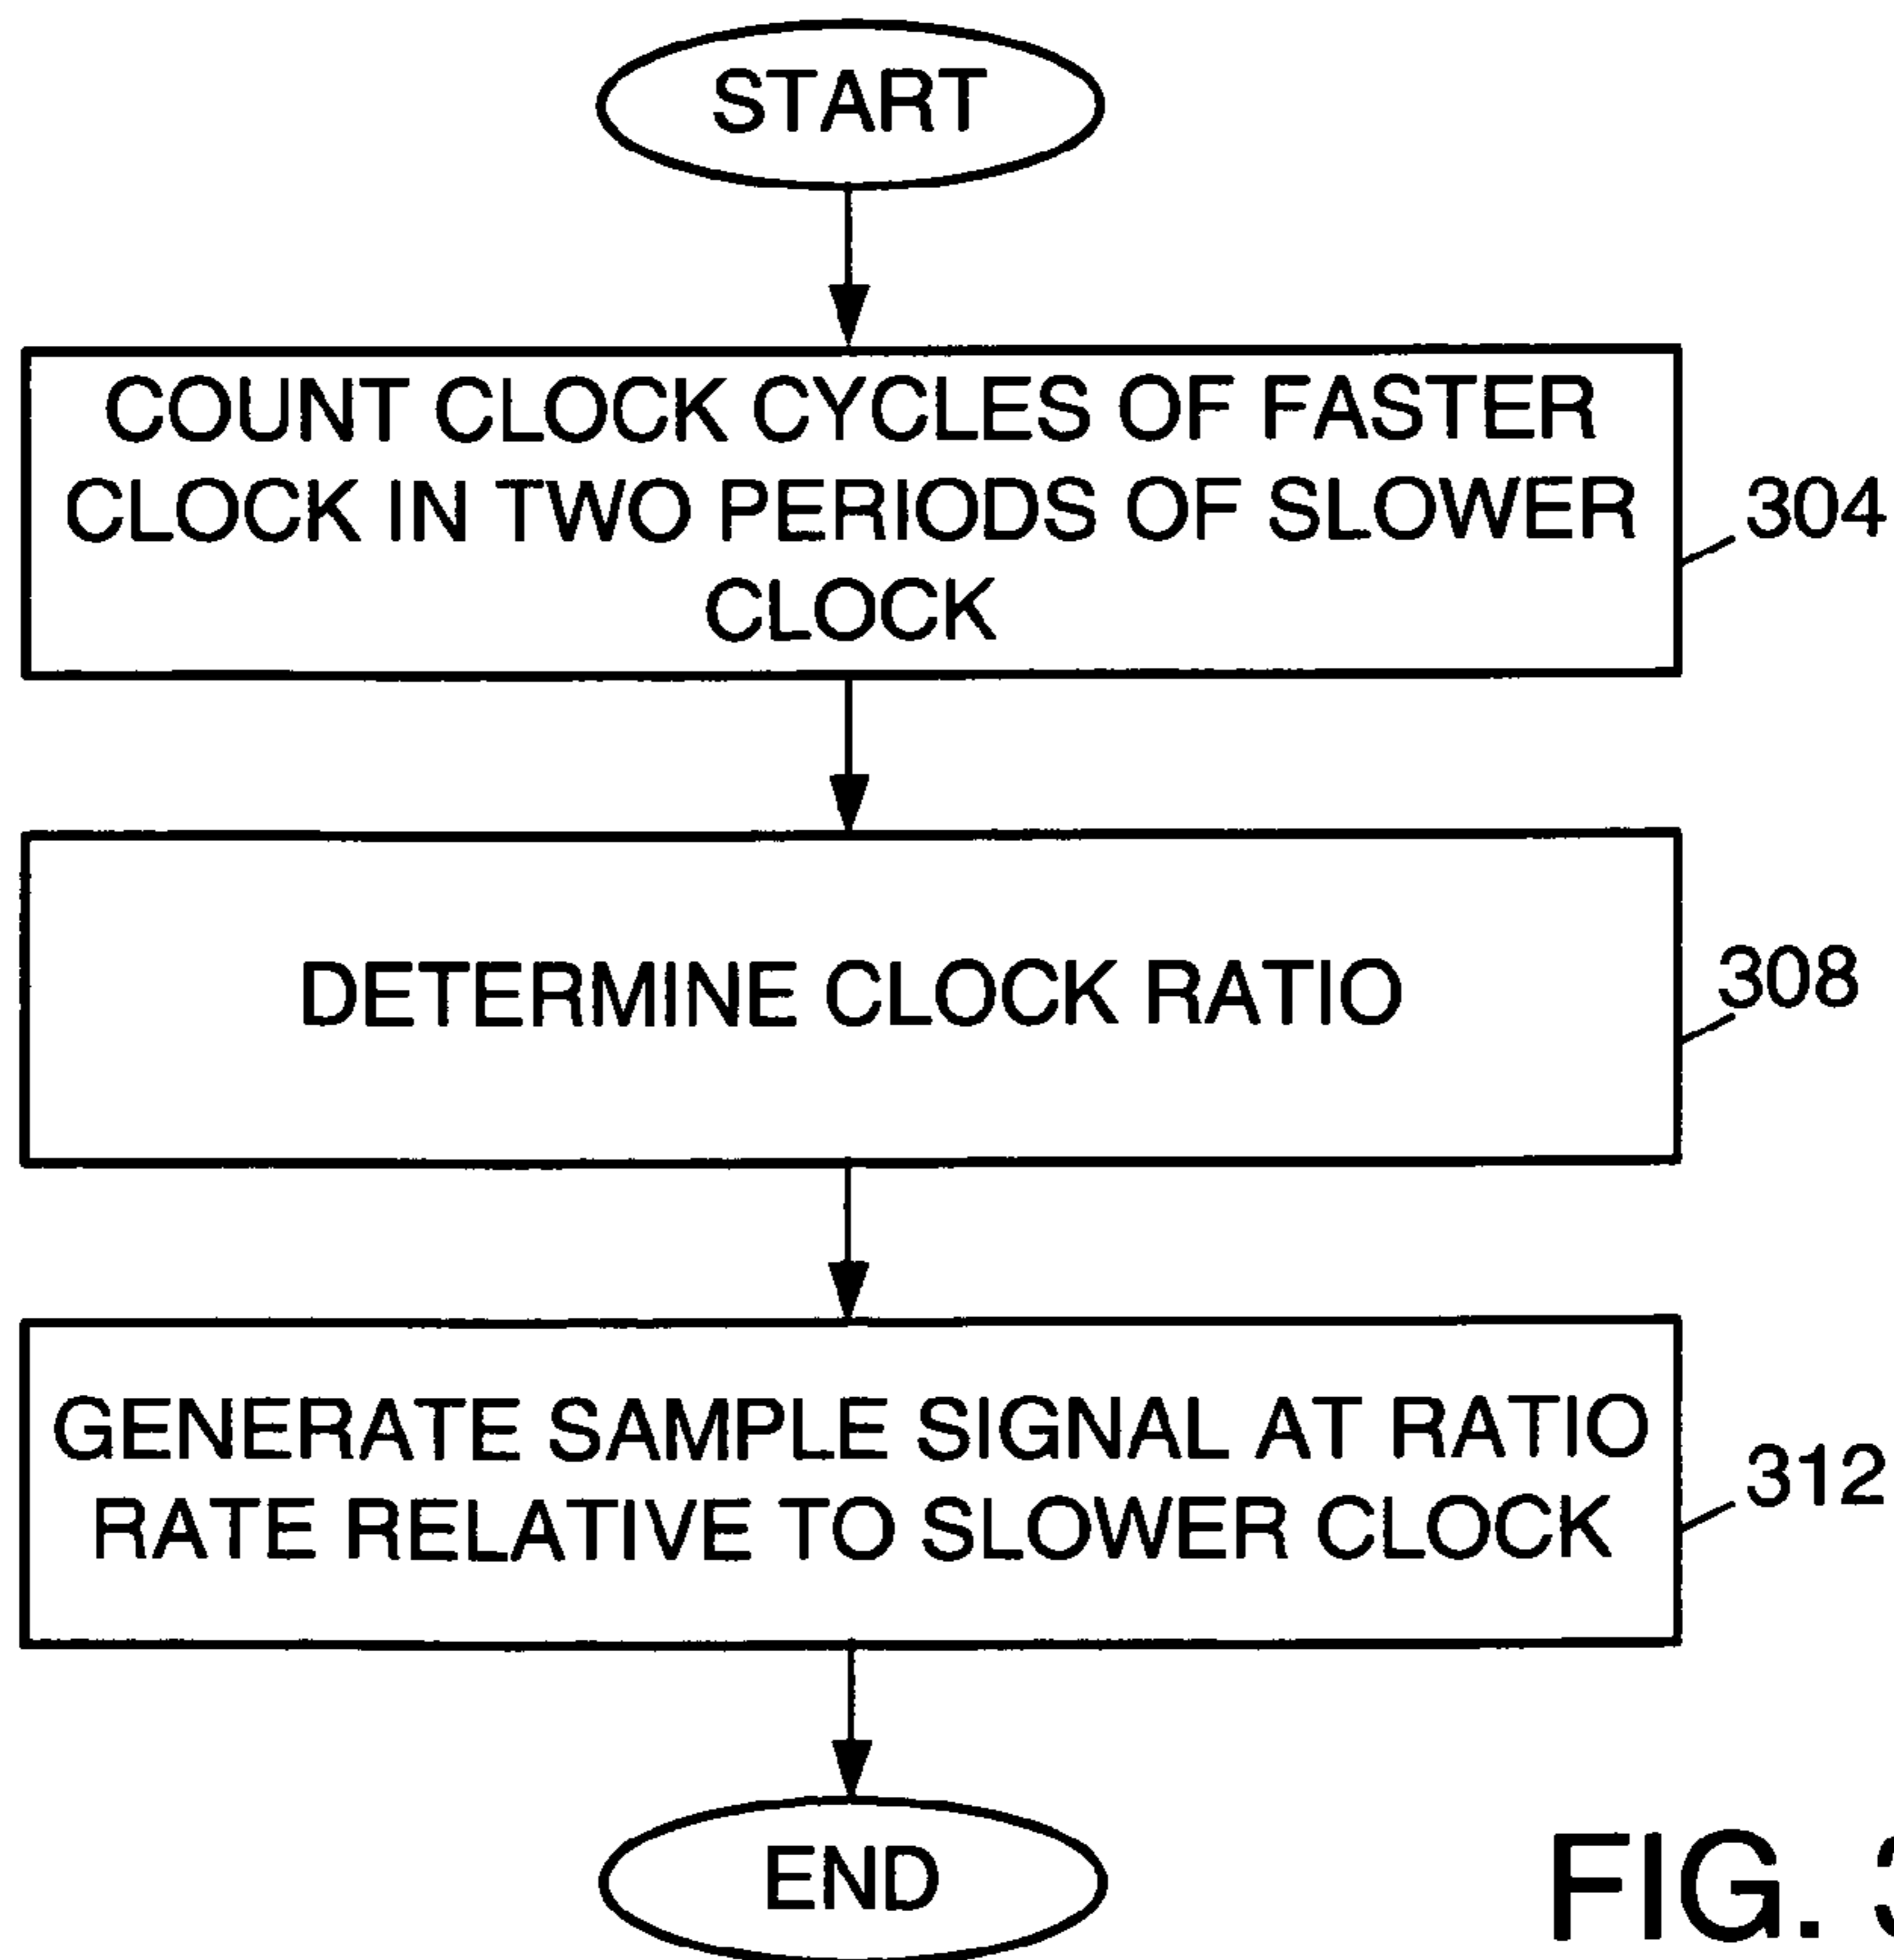 START
COUNT CLOCK CYCLES OF FASTER
CLOCK IN TWO PERIODS OF SLOWER
CLOCK
304
DETERMINE CLOCK RATIO
308
GENERATE SAMPLE SIGNAL AT RATIO
RATE RELATIVE TO SLOWER CLOCK
312
END
FIG.